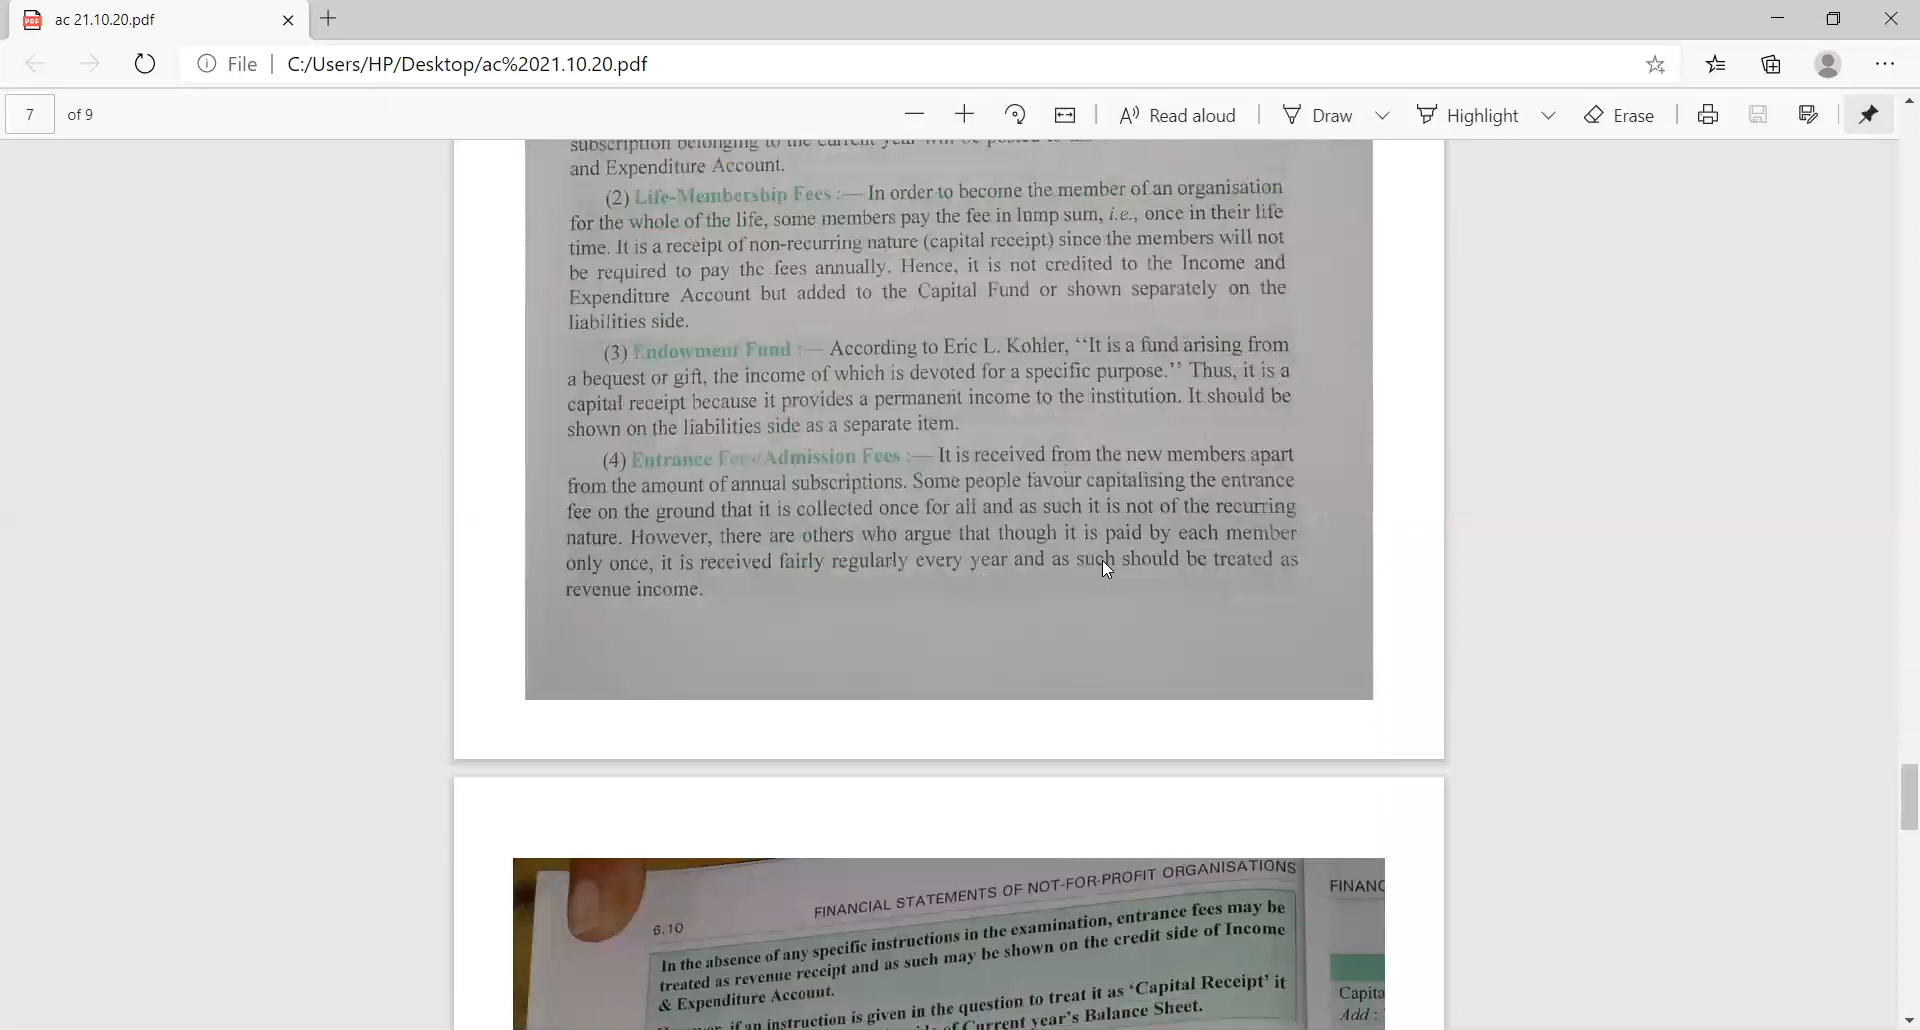 ac 21.10.20.pdf
File
C:/Users/HP/Desktop/ac%2021.10.20.pdf
7 of 9
Read aloud
Draw
Highlight
Erase
subscription belonging to the current year will be
and Expenditure Account.
(2) Life-Membership Fees :— In order to become the member of an organisation
for the whole of the life, some members pay the fee in lump sum, i.e., once in their life
time. It is a receipt of non-recurring nature (capital receipt) since the members will not
be required to pay the fees annually. Hence, it is not credited to the Income and
Expenditure Account but added to the Capital Fund or shown separately on the
liabilities side.
(3) Endowment Fund :— According to Eric L. Kohler, “It is a fund arising from
a bequest or gift, the income of which is devoted for a specific purpose.” Thus, it is a
capital receipt because it provides a permanent income to the institution. It should be
shown on the liabilities side as a separate item.
(4) Entrance Fees/Admission Fees :— It is received from the new members apart
from the amount of annual subscriptions. Some people favour capitalising the entrance
fee on the ground that it is collected once for all and as such it is not of the recurring
nature. However, there are others who argue that though it is paid by each member
only once, it is received fairly regularly every year and as such should be treated as
revenue income.
6.10
FINANCIAL STATEMENTS OF NOT-FOR-PROFIT ORGANISATIONS
In the absence of any specific instructions in the examination, entrance fees may be
treated as revenue receipt and as such may be shown on the credit side of Income
& Expenditure Account.
if an instruction is given in the question to treat it as ‘Capital Receipt’ it
of Current year’s Balance Sheet.
FINANC
Capita
Add :